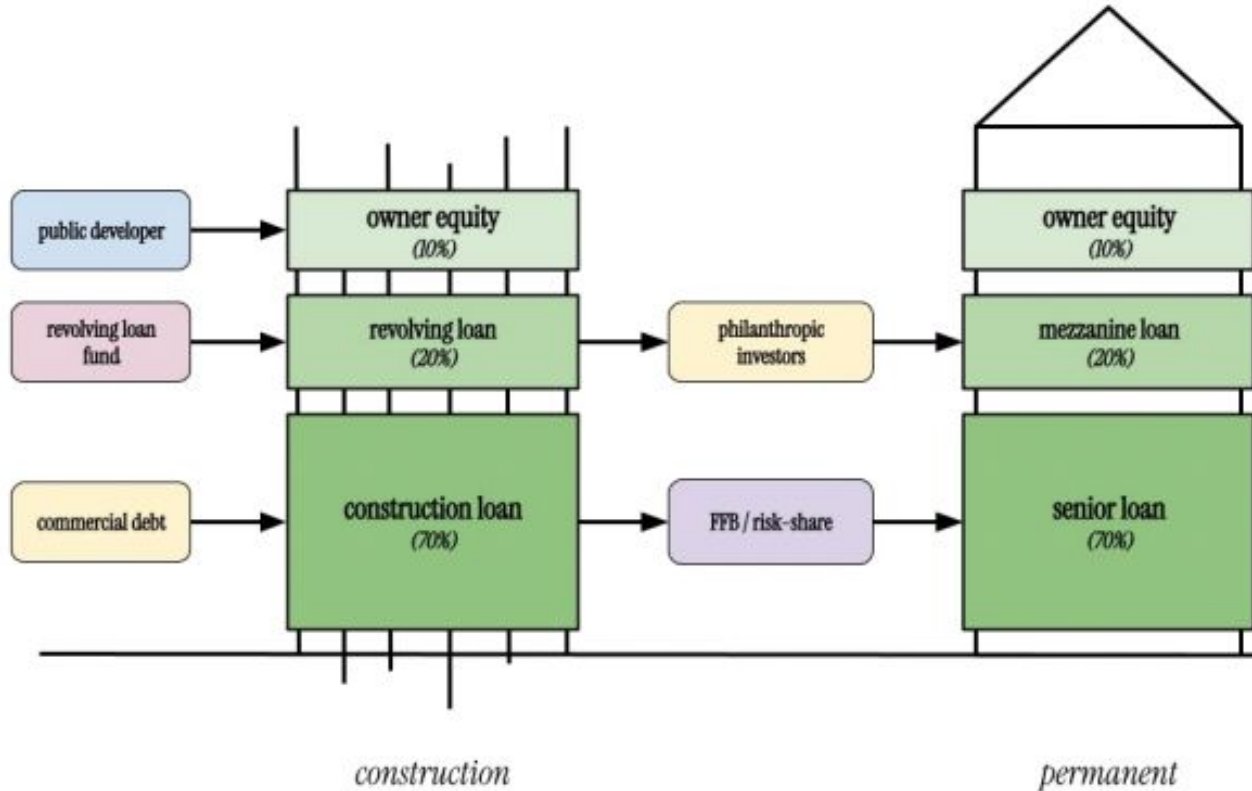 public developer
owner equity
(10%)
owner equity
(10%)
revolving loan
fund
revolving loan
(20%)
philanthropic
investors
mezzanine loan
(20%)
commercial debt
construction loan
(70%)
FFB / risk-share
senior loan
(70%)
construction
permanent